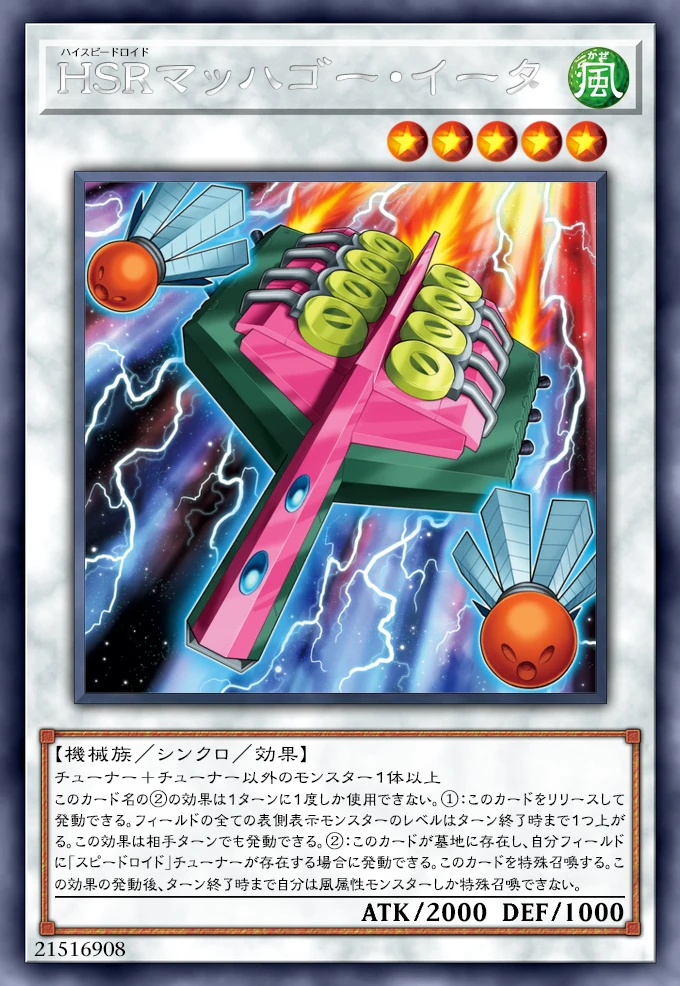 ハイスピードロイド
HSRマッハゴー・イータ
かぜ
風
【機械族／シンクロ／効果】
チューナー＋チューナー以外のモンスター１体以上
このカード名の②の効果は１ターンに１度しか使用できない。①：このカードをリリースして
発動できる。フィールドの全ての表側表示モンスターのレベルはターン終了時まで１つ上が
る。この効果は相手ターンでも発動できる。②：このカードが墓地に存在し、自分フィールド
に「スピードロイド」チューナーが存在する場合に発動できる。このカードを特殊召喚する。こ
の効果の発動後、ターン終了時まで自分は風属性モンスターしか特殊召喚できない。
ATK/2000 DEF/1000
21516908